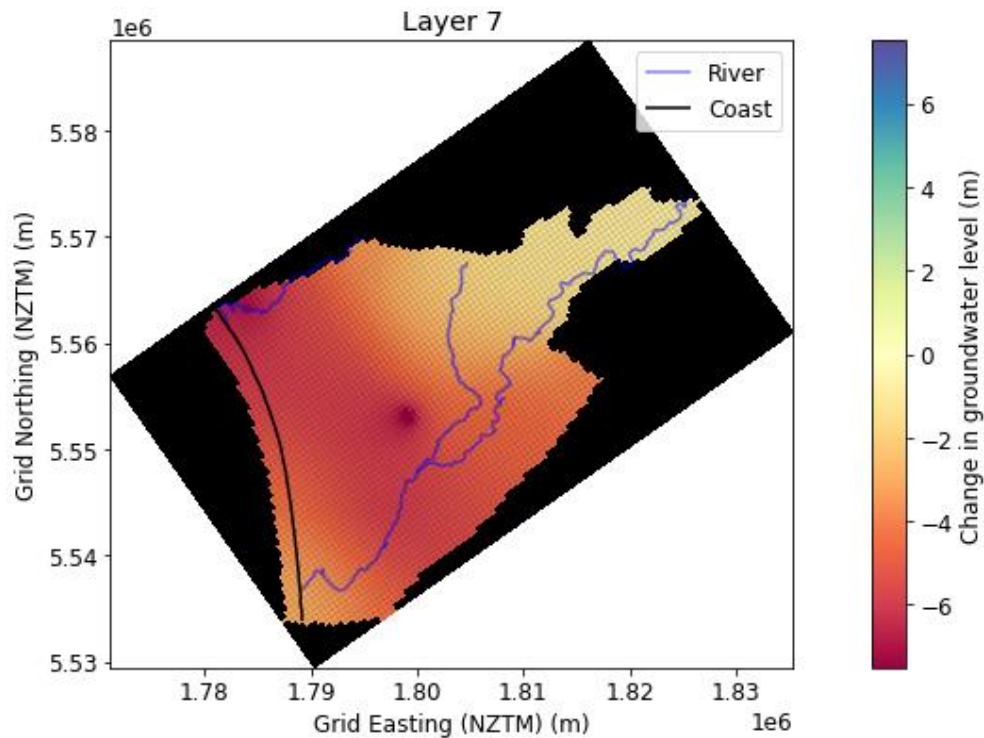 Layer 7
1e6
River
Coast
5.58
5.57
5.56
5.55
5.54
5.53
Grid Northing (NZTM) (m)
1.78 1.79 1.80 1.81 1.82 1.83
1e6
Grid Easting (NZTM) (m)
6
4
2
0
−2
−4
−6
Change in groundwater level (m)